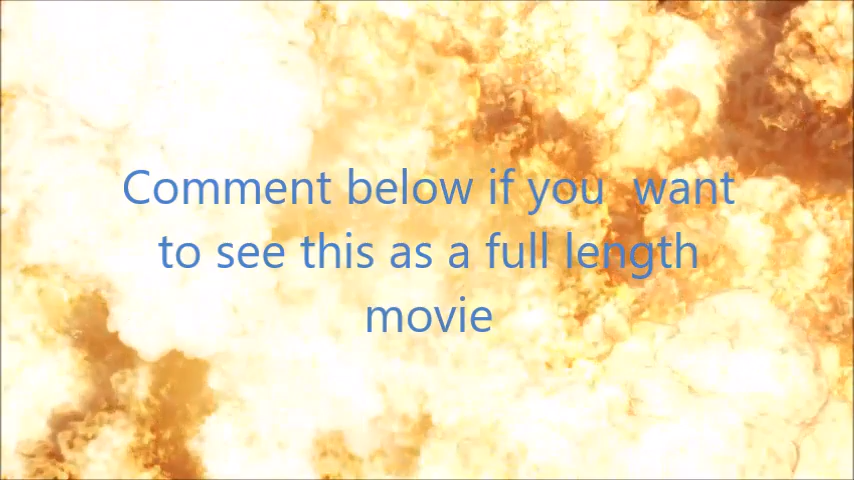 Comment below if you  want
to see this as a full length
movie